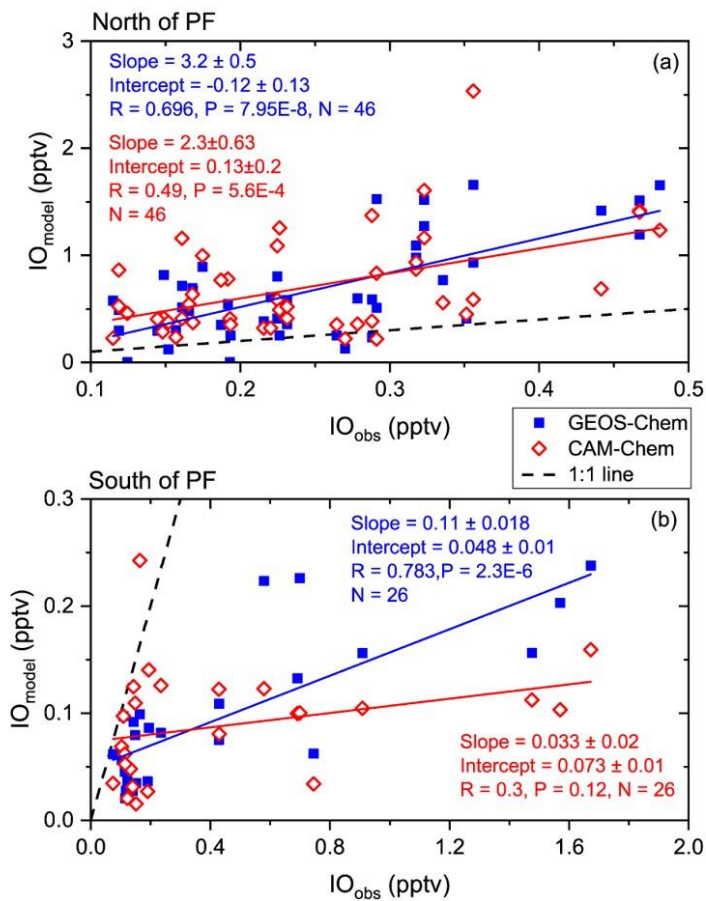 North of PF
(a)
Slope = 3.2 ± 0.5
Intercept = -0.12 ± 0.13
R = 0.696, P = 7.95E-8, N = 46
Slope = 2.3±0.63
Intercept = 0.13±0.2
R = 0.49, P = 5.6E-4
N = 46
IOmodel (pptv)
3
2
1
0
0.1 0.2 0.3 0.4 0.5
IOobs (pptv)
GEOS-Chem
CAM-Chem
1:1 line
South of PF
(b)
Slope = 0.11 ± 0.018
Intercept = 0.048 ± 0.01
R = 0.783,P = 2.3E-6
N = 26
IOmodel (pptv)
0.3
0.2
0.1
0.0
Slope = 0.033 ± 0.02
Intercept = 0.073 ± 0.01
R = 0.3, P = 0.12, N = 26
0.0 0.4 0.8 1.2 1.6 2.0
IOobs (pptv)